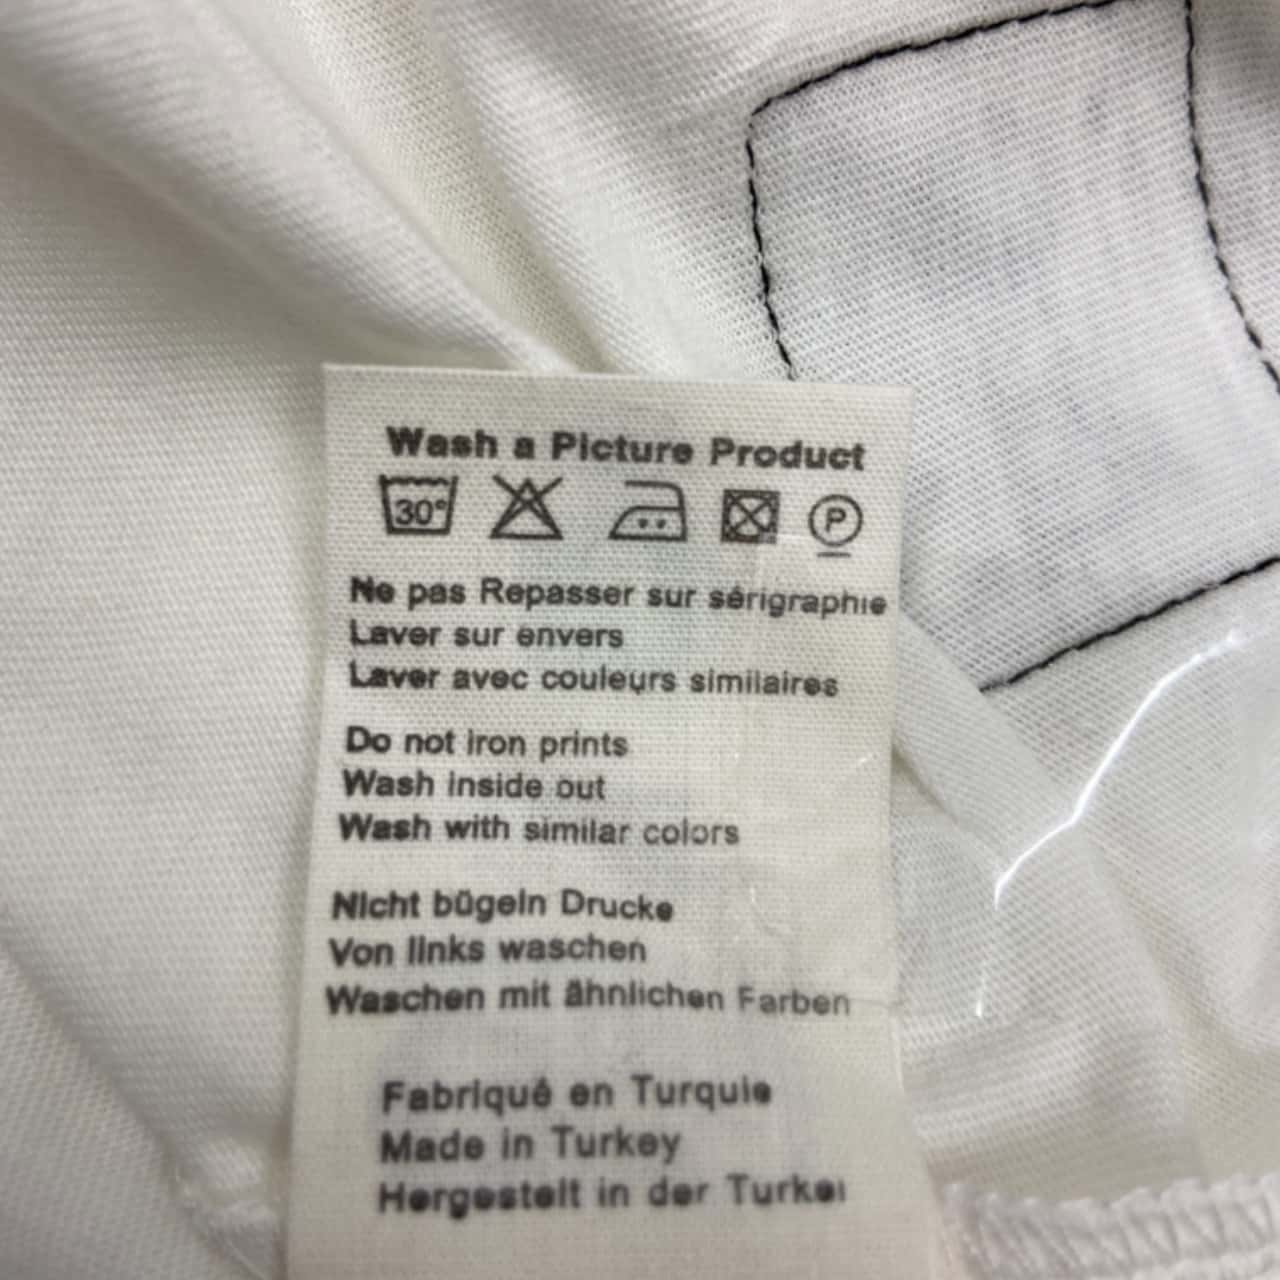 Wash a Picture Product
30°
P
Ne pas Repasser sur sérigraphie
Laver sur envers
Laver avec couleurs similaires
Do not iron prints
Wash inside out
Wash with similar colors
Nicht bügeln Drucke
Von links waschen
Waschen mit ähnlichen Farben
Fabriqué en Turquie
Made in Turkey
Hergestelt in der Turkei